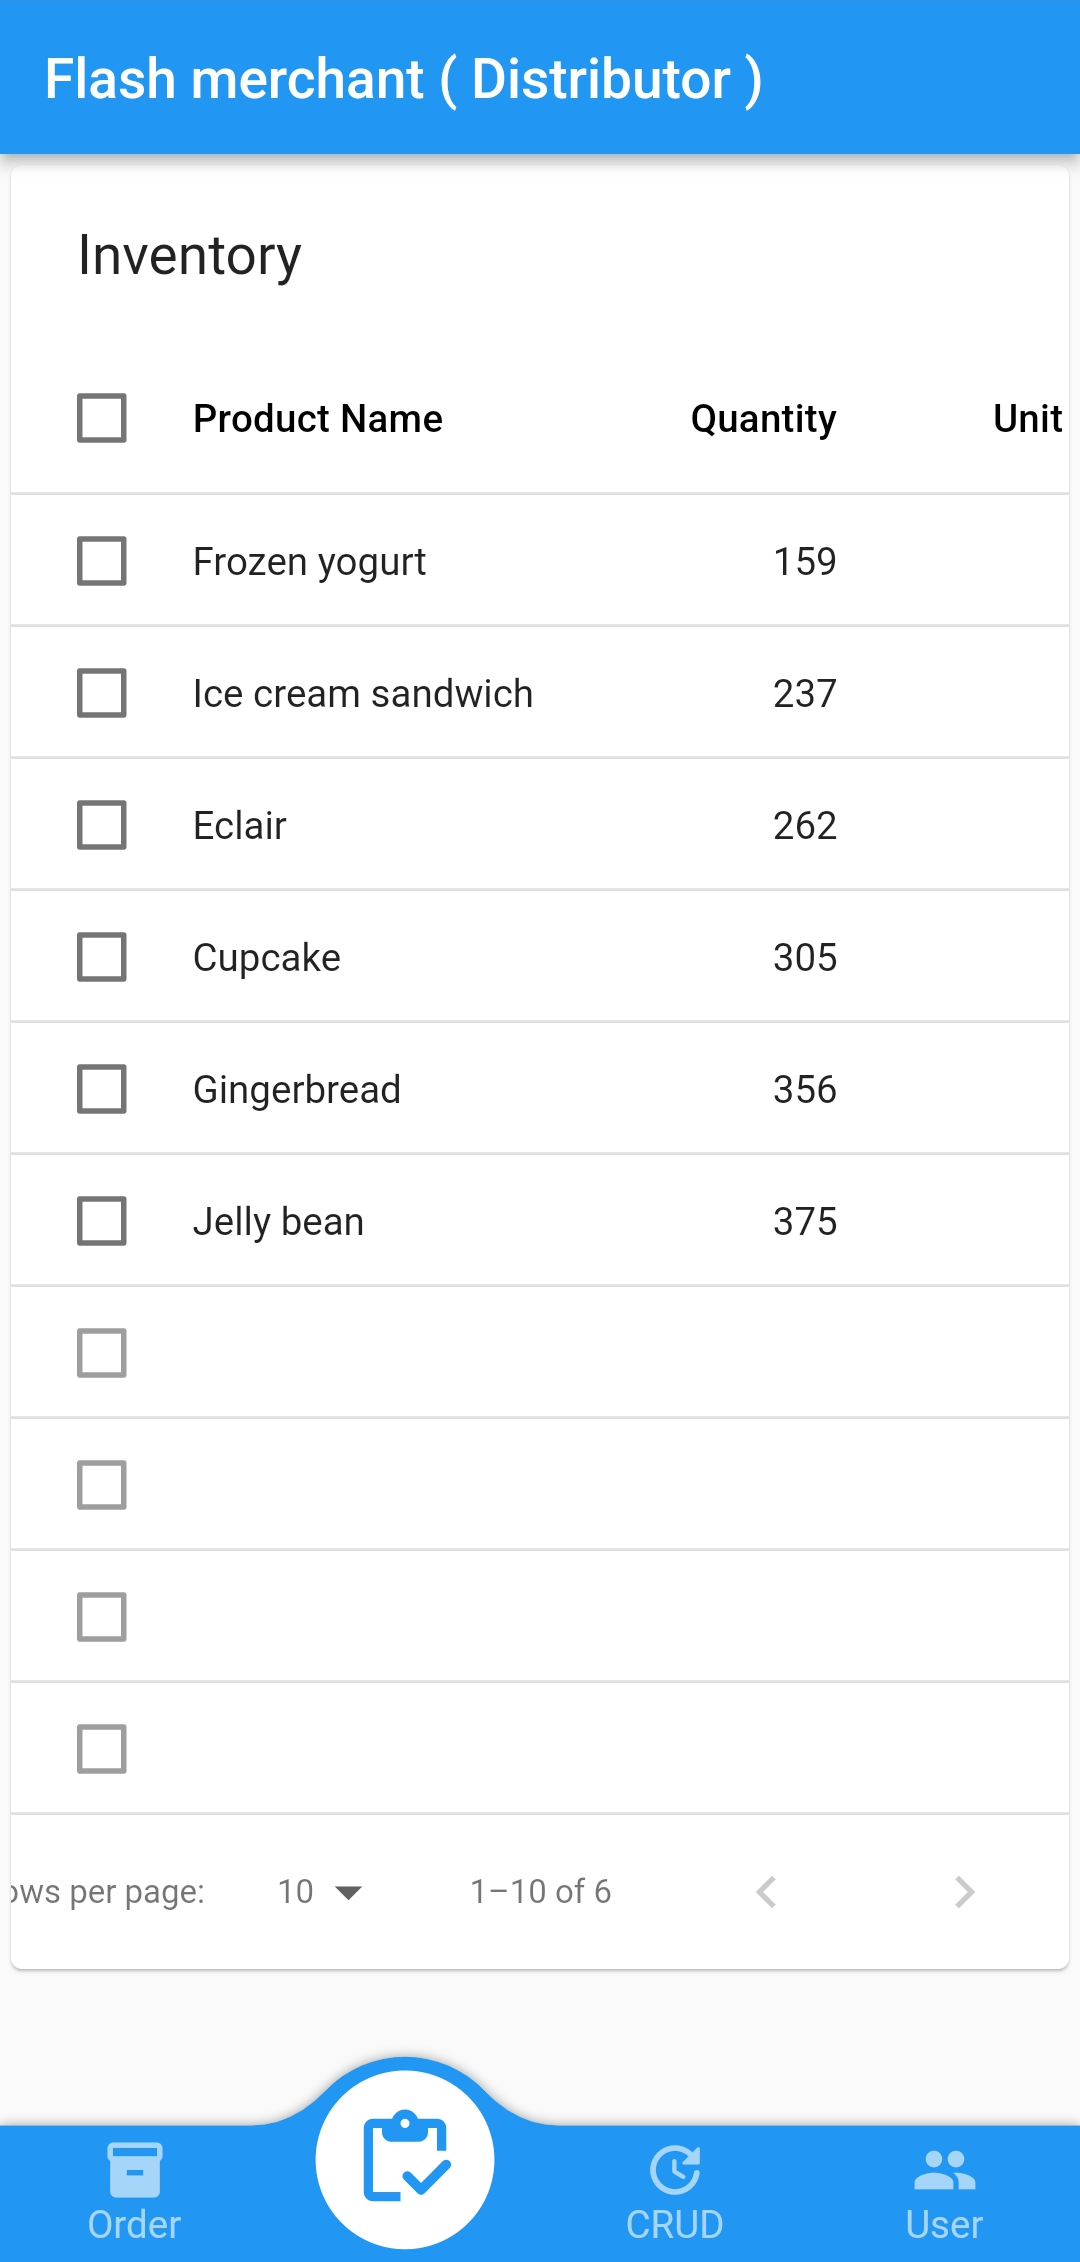 Flash merchant ( Distributor )
Inventory
Product Name Quantity Unit
Frozen yogurt 159
Ice cream sandwich 237
Eclair 262
Cupcake 305
Gingerbread 356
Jelly bean 375
ows per page: 10 1–10 of 6
Order CRUD User